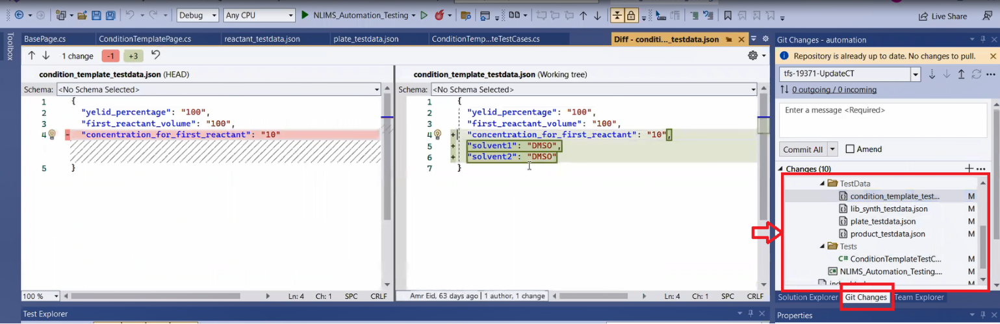 Debug
Any CPU
NLIMS_Automation_Testing
Live Share
Toolbox
BasePage.cs
ConditionTemplatePage.cs
reactant_testdata.json
plate_testdata.json
ConditionTemp...teTestCases.cs
Diff - conditi..._testdata.json
1 change
-1
+3
condition_template_testdata.json (HEAD)
Schema: <No Schema Selected>
1 {
2 "yelid_percentage": "100",
3 "first_reactant_volume": "100",
4 - "concentration_for_first_reactant": "10"
5 }
100 %
Ln: 4 Ch: 1 SPC CRLF
condition_template_testdata.json (Working tree)
Schema: <No Schema Selected>
1 {
2 "yelid_percentage": "100",
3 "first_reactant_volume": "100",
4 + "concentration_for_first_reactant": "10",
5 + "solvent1": "DMSO",
6 + "solvent2": "DMSO"
7 }
Amr Eid, 63 days ago | 1 author, 1 change
Ln: 4 Ch: 1 SPC CRLF
Git Changes - automation
Repository is already up to date. No changes to pull.
tfs-19371-UpdateCT
0 outgoing / 0 incoming
Enter a message <Required>
Commit All
Amend
Changes (10)
TestData
condition_template_test... M
lib_synth_testdata.json M
plate_testdata.json M
product_testdata.json M
Tests
C# ConditionTemplateTestC... M
C# NLIMS_Automation_Testing.... M
M
Solution Explorer
Git Changes
Team Explorer
Test Explorer
Properties